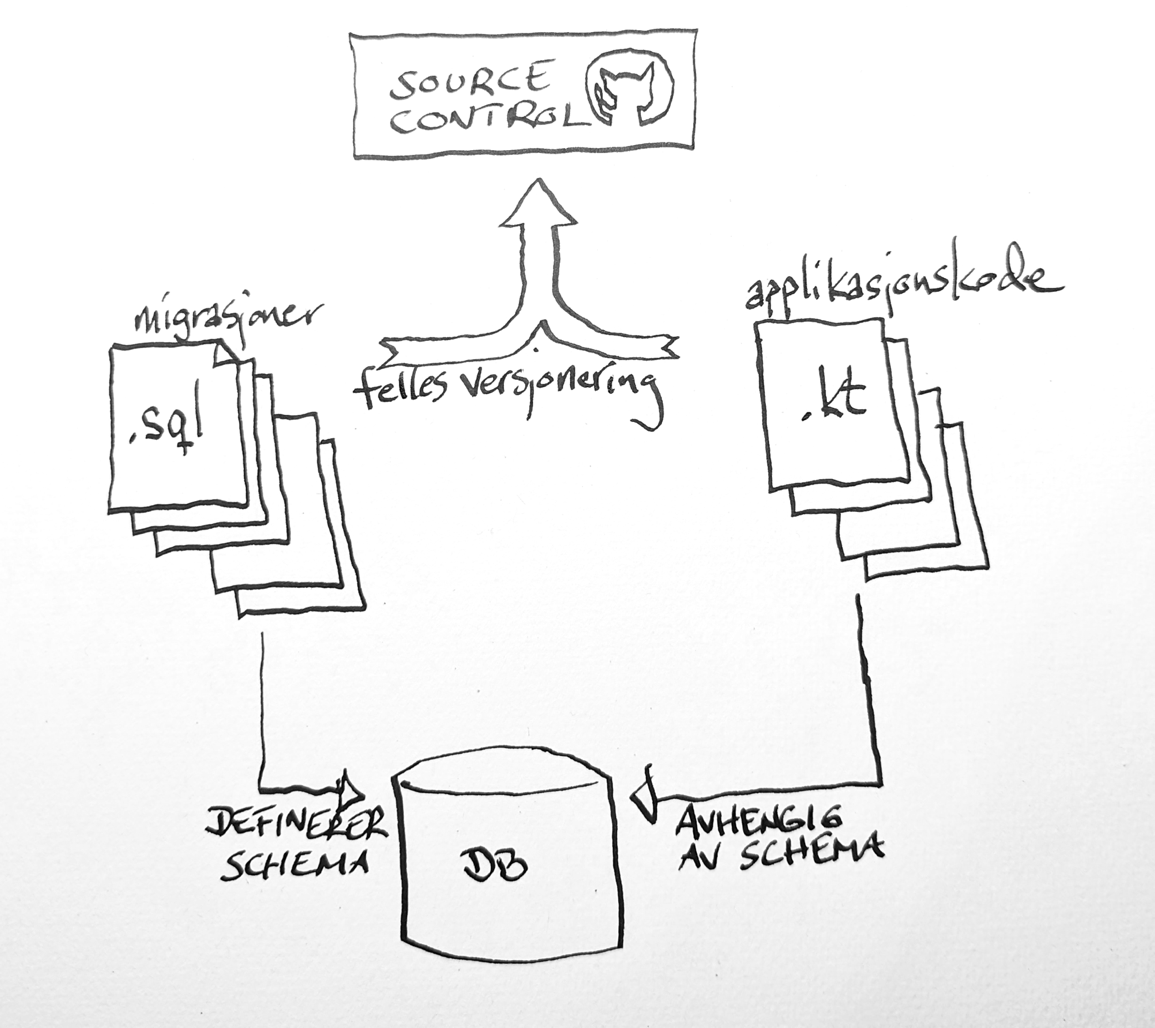 SOURCE
CONTROL
migrasjoner
applikasjonskode
felles versjonering
.sql
.kt
DEFINERER
SCHEMA
DB
AVHENGIG
AV SCHEMA